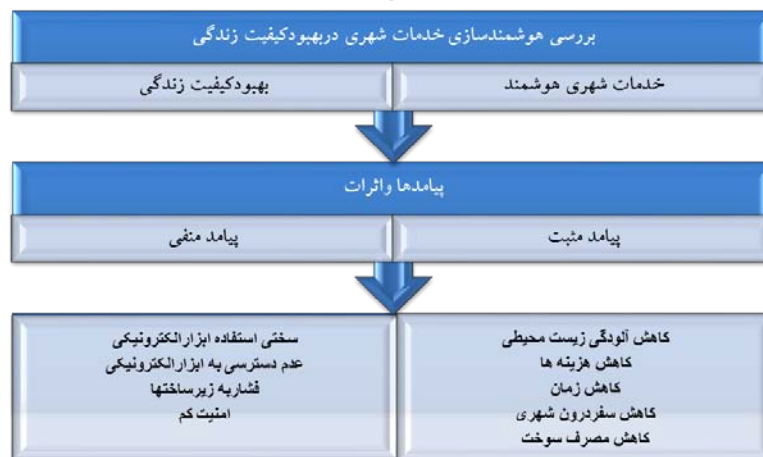 بررسی هوشمندسازی خدمات شهری دربهبودکیفیت زندگی
خدمات شهری هوشمند
بهبودکیفیت زندگی
پیامدها واثرات
پیامد مثبت
پیامد منفی
کاهش آلودگی زیست محیطی
کاهش هزینه ها
کاهش زمان
کاهش سفردرون شهری
کاهش مصرف سوخت
سختی استفاده ابزارالکترونیکی
عدم دسترسی به ابزارالکترونیکی
فشاربه زیرساختها
امنیت کم